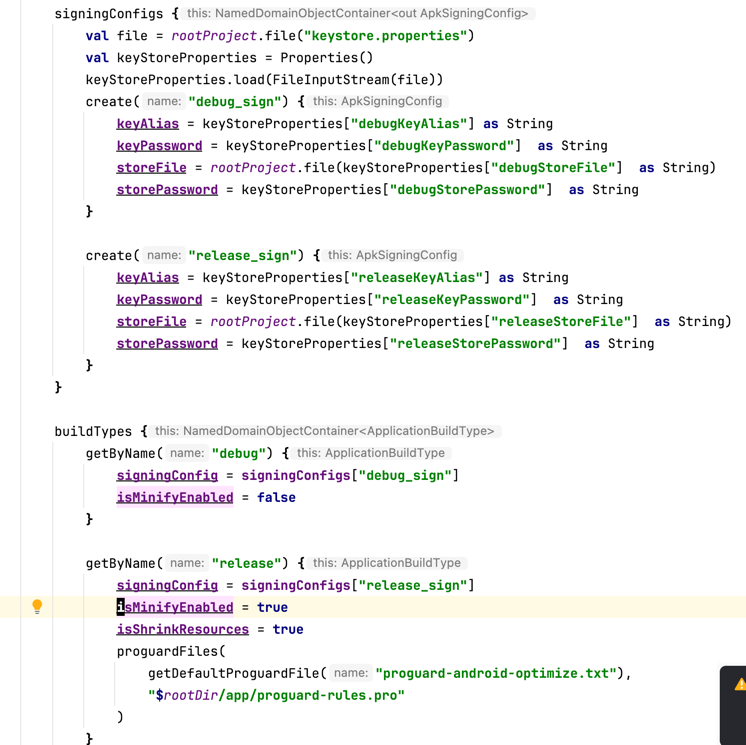 signingConfigs { this: NamedDomainObjectContainer<out ApkSigningConfig>
val file = rootProject.file("keystore.properties")
val keyStoreProperties = Properties()
keyStoreProperties.load(FileInputStream(file))
create( name: "debug_sign") { this: ApkSigningConfig
keyAlias = keyStoreProperties["debugKeyAlias"] as String
keyPassword = keyStoreProperties["debugKeyPassword"]  as String
storeFile = rootProject.file(keyStoreProperties["debugStoreFile"]  as String)
storePassword = keyStoreProperties["debugStorePassword"]  as String
}
create( name: "release_sign") { this: ApkSigningConfig
keyAlias = keyStoreProperties["releaseKeyAlias"] as String
keyPassword = keyStoreProperties["releaseKeyPassword"]  as String
storeFile = rootProject.file(keyStoreProperties["releaseStoreFile"]  as String)
storePassword = keyStoreProperties["releaseStorePassword"]  as String
}
}
buildTypes { this: NamedDomainObjectContainer<ApplicationBuildType>
getByName( name: "debug") { this: ApplicationBuildType
signingConfig = signingConfigs["debug_sign"]
isMinifyEnabled = false
}
getByName( name: "release") { this: ApplicationBuildType
signingConfig = signingConfigs["release_sign"]
isMinifyEnabled = true
isShrinkResources = true
proguardFiles(
getDefaultProguardFile( name: "proguard-android-optimize.txt"),
"$rootDir/app/proguard-rules.pro"
)
}